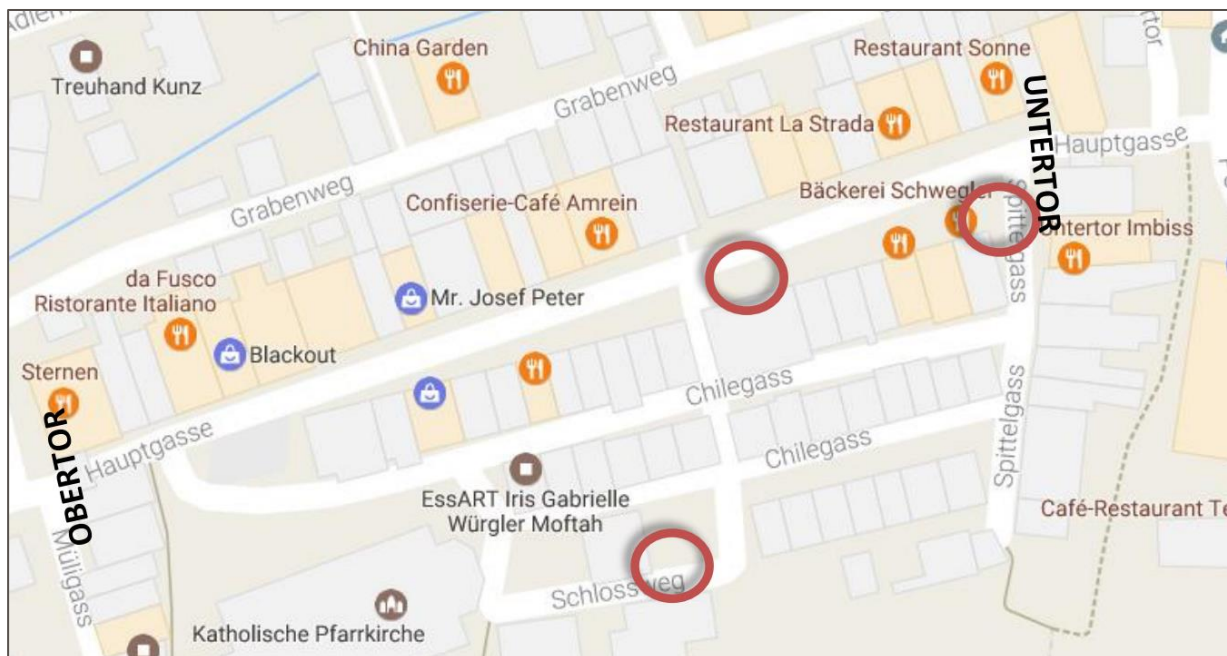 China Garden
Treuhand Kunz
Restaurant Sonne
UNTERTOR
Grabenweg
Restaurant La Strada
Hauptgasse
Grabenweg
Confiserie-Café Amrein
Bäckerei Schwegler
Spittelgass
Untertor Imbiss
da Fusco
Ristorante Italiano
Mr. Josef Peter
Blackout
Sternen
Chilegass
OBERTOR
Hauptgasse
Chilegass
Spittelgass
EssART Iris Gabrielle
Würgler Moftah
Café-Restaurant Te
Müligass
Schlossweg
Katholische Pfarrkirche